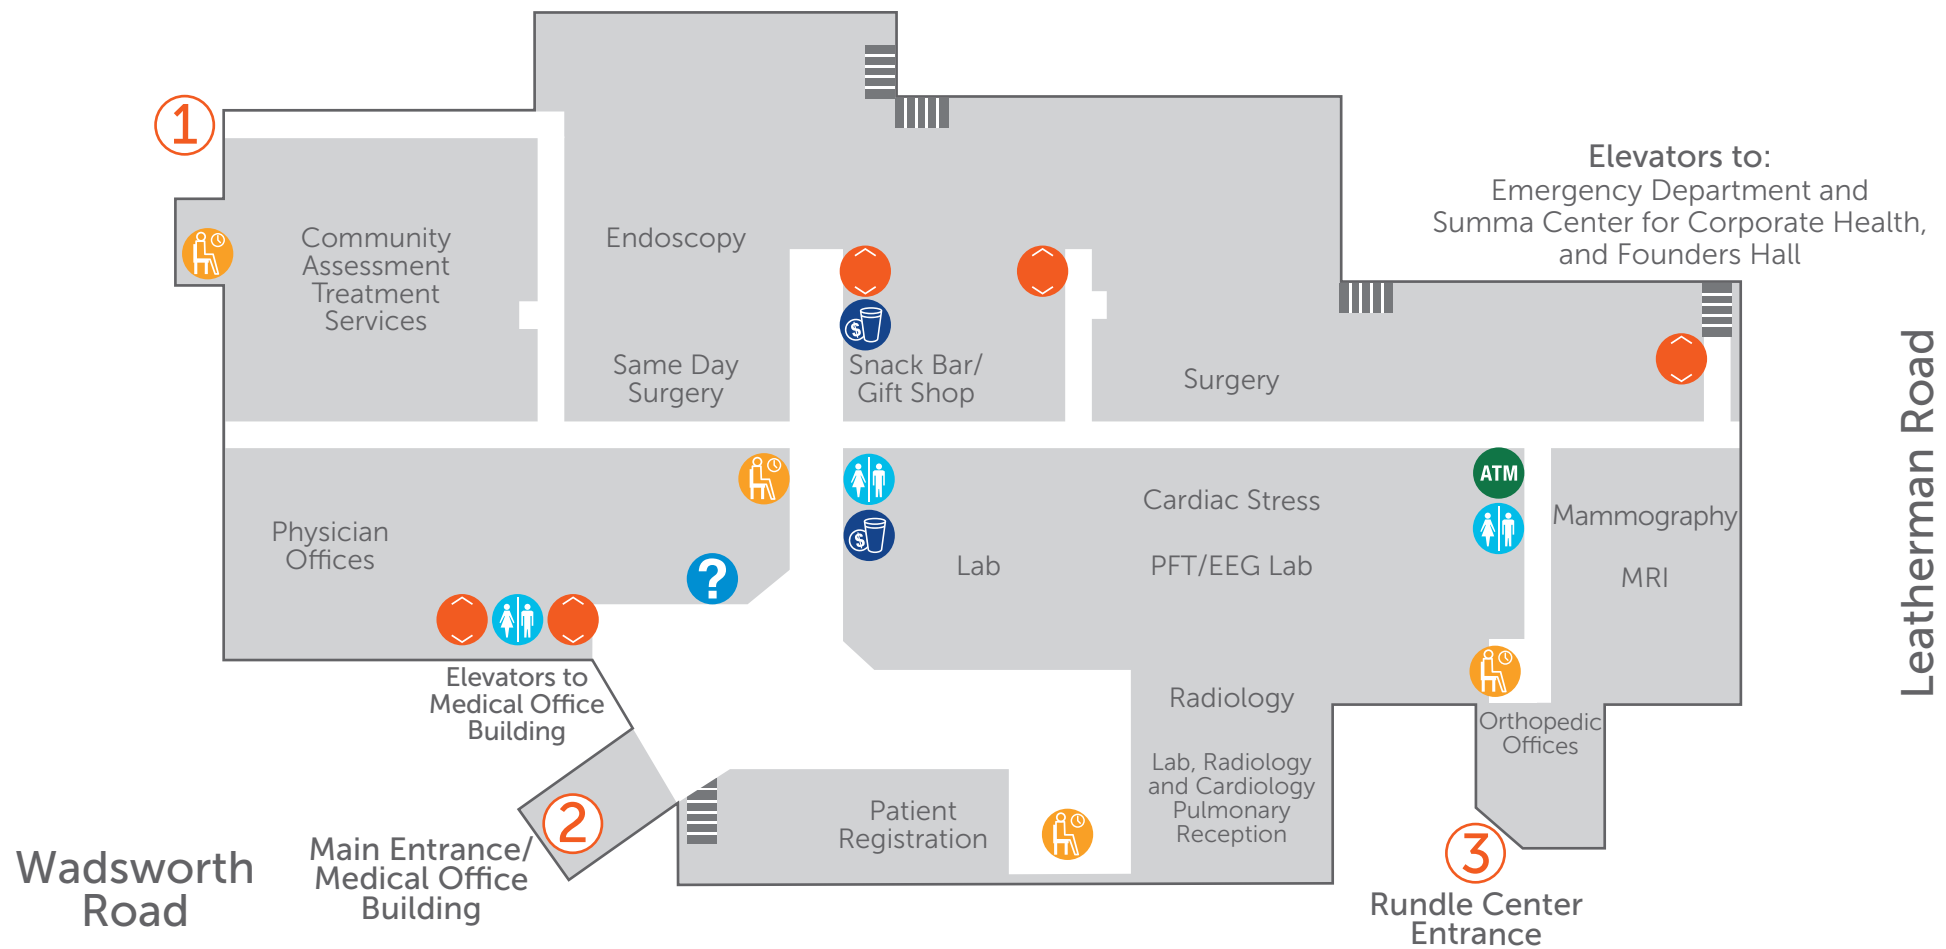 1
Elevators to:
Emergency Department and
Summa Center for Corporate Health,
and Founders Hall
Community
Assessment
Treatment
Services
Endoscopy
Same Day
Surgery
$
Snack Bar/
Gift Shop
Surgery
Leatherman Road
Physician
Offices
?
$
Lab
Cardiac Stress
PFT/EEG Lab
ATM
Mammography
MRI
Elevators to
Medical Office
Building
Radiology
Lab, Radiology
and Cardiology
Pulmonary
Reception
Orthopedic
Offices
Patient
Registration
2
Main Entrance/
Medical Office
Building
Wadsworth
Road
3
Rundle Center
Entrance